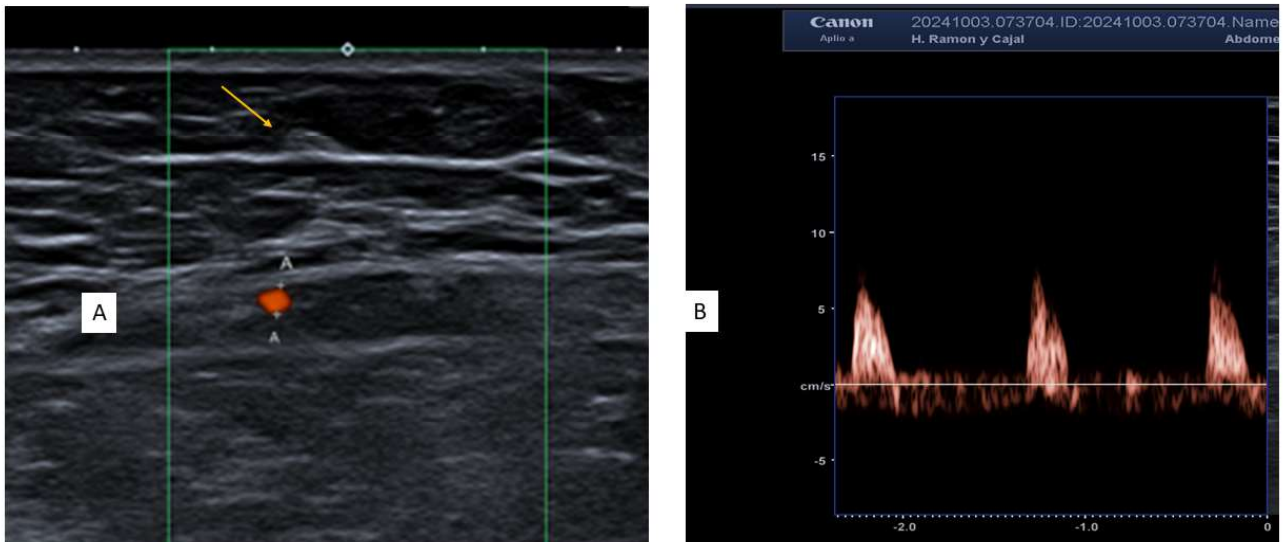 A
A
A
B
Canon
20241003.073704.ID:20241003.073704.Name
Aplio a
H. Ramon y Cajal
Abdome
15
10
5
cm/s
-5
-2.0
-1.0
0